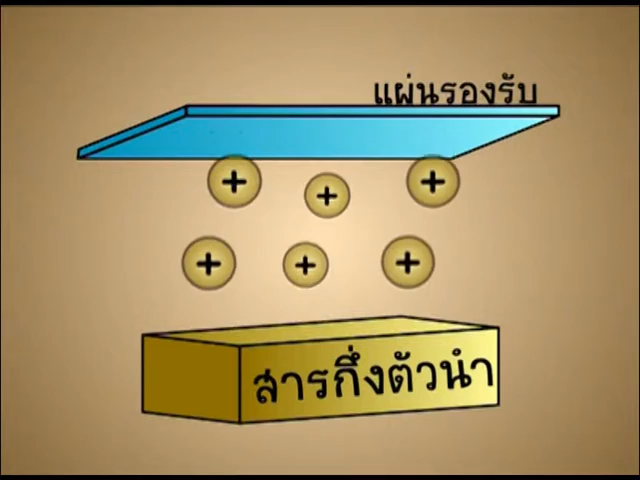 แผ่นรองรับ
+ + +
+ + +
สารกึ่งตัวนำ